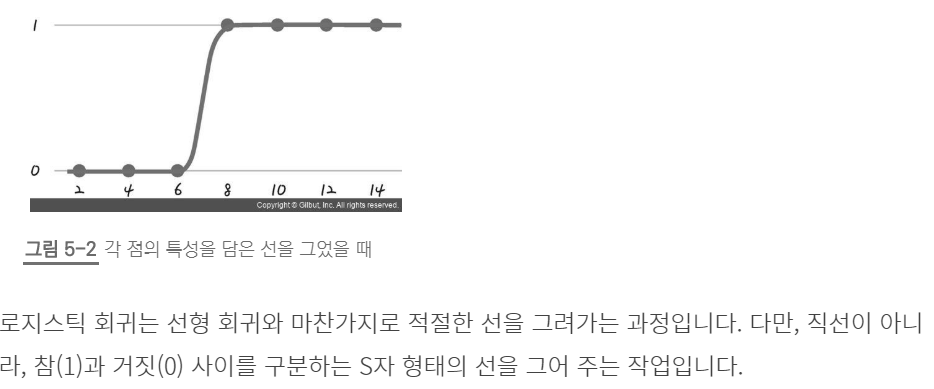 1
0
2 4 6 8 10 12 14
Copyright © Gilbut, Inc. All rights reserved.
그림 5-2 각 점의 특성을 담은 선을 그었을 때
로지스틱 회귀는 선형 회귀와 마찬가지로 적절한 선을 그려가는 과정입니다. 다만, 직선이 아니
라, 참(1)과 거짓(0) 사이를 구분하는 S자 형태의 선을 그어 주는 작업입니다.